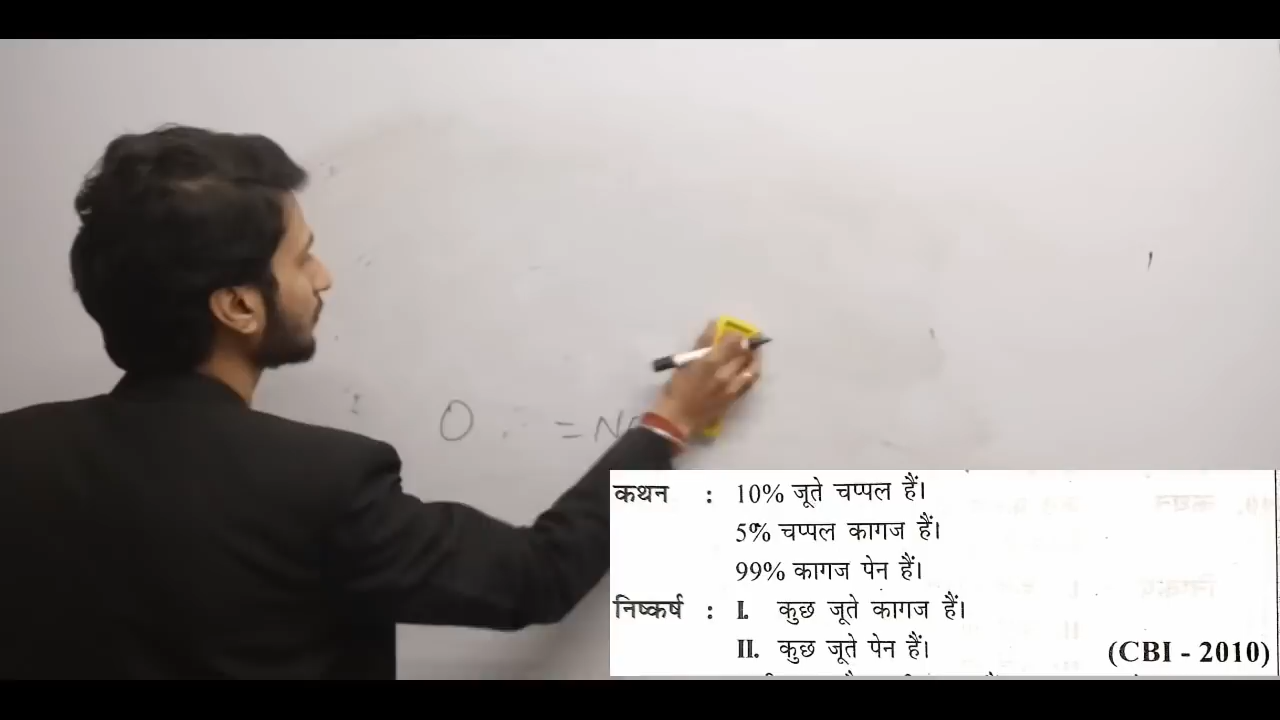 O = N
कथन : 10% जूते चप्पल हैं।
5% चप्पल कागज हैं।
99% कागज पेन हैं।
निष्कर्ष : I. कुछ जूते कागज हैं।
II. कुछ जूते पेन हैं।
(CBI - 2010)